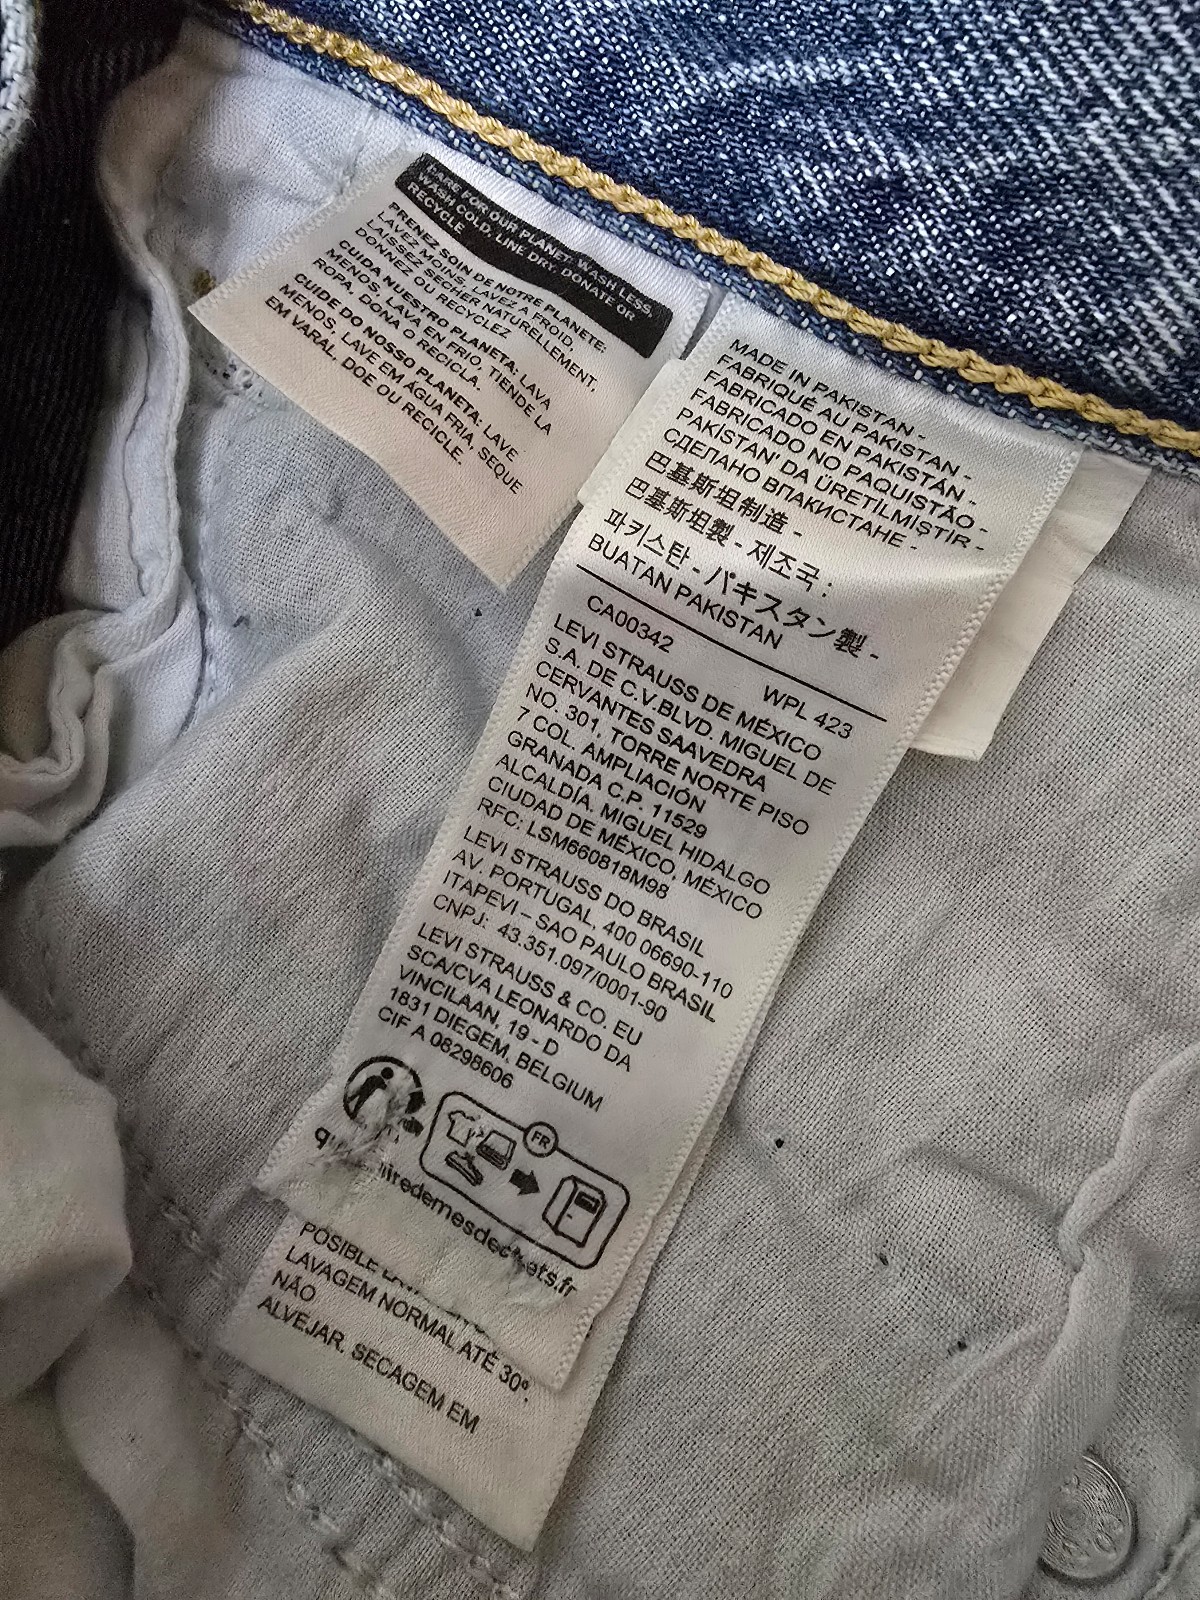 CARE FOR OUR PLANET: WASH LESS,
WASH COLD, LINE DRY, DONATE OR
RECYCLE
PRENEZ SOIN DE NOTRE PLANETE:
LAVEZ MOINS, LAVEZ A FROID,
LAISSEZ SECHER NATURELLEMENT,
DONNEZ OU RECYCLEZ
CUIDA NUESTRO PLANETA: LAVA
MENOS, LAVA EN FRIO, TIENDE LA
ROPA, DONA O RECICLA.
CUIDE DO NOSSO PLANETA: LAVE
MENOS, LAVE EM ÁGUA FRIA, SEQUE
EM VARAL, DOE OU RECICLE.
MADE IN PAKISTAN -
FABRIQUÉ AU PAKISTAN -
FABRICADO EN PAKISTÁN -
FABRICADO NO PAQUISTÃO -
PAKİSTAN' DA ÜRETİLMİŞTİR -
СДЕЛАНО ВПАКИСТАНЕ -
巴基斯坦制造 -
巴基斯坦製 - 제조국 :
파키스탄 - パキスタン製 -
BUATAN PAKISTAN
CA00342 WPL 423
LEVI STRAUSS DE MÉXICO
S.A. DE C.V.BLVD. MIGUEL DE
CERVANTES SAAVEDRA
NO. 301, TORRE NORTE PISO
7 COL. AMPLIACIÓN
GRANADA C.P. 11529
ALCALDÍA. MIGUEL HIDALGO
CIUDAD DE MÉXICO, MÉXICO
RFC: LSM660818M98
LEVI STRAUSS DO BRASIL
AV. PORTUGAL, 400 06690-110
ITAPEVI – SAO PAULO BRASIL
CNPJ: 43.351.097/0001-90
LEVI STRAUSS & CO. EU
SCA/CVA LEONARDO DA
VINCILAAN, 19 - D
1831 DIEGEM, BELGIUM
CIF A 08298606
FR
POSIBLE
LAVAGEM NORMAL ATÉ 30º.
NÃO
ALVEJAR. SECAGEM EM